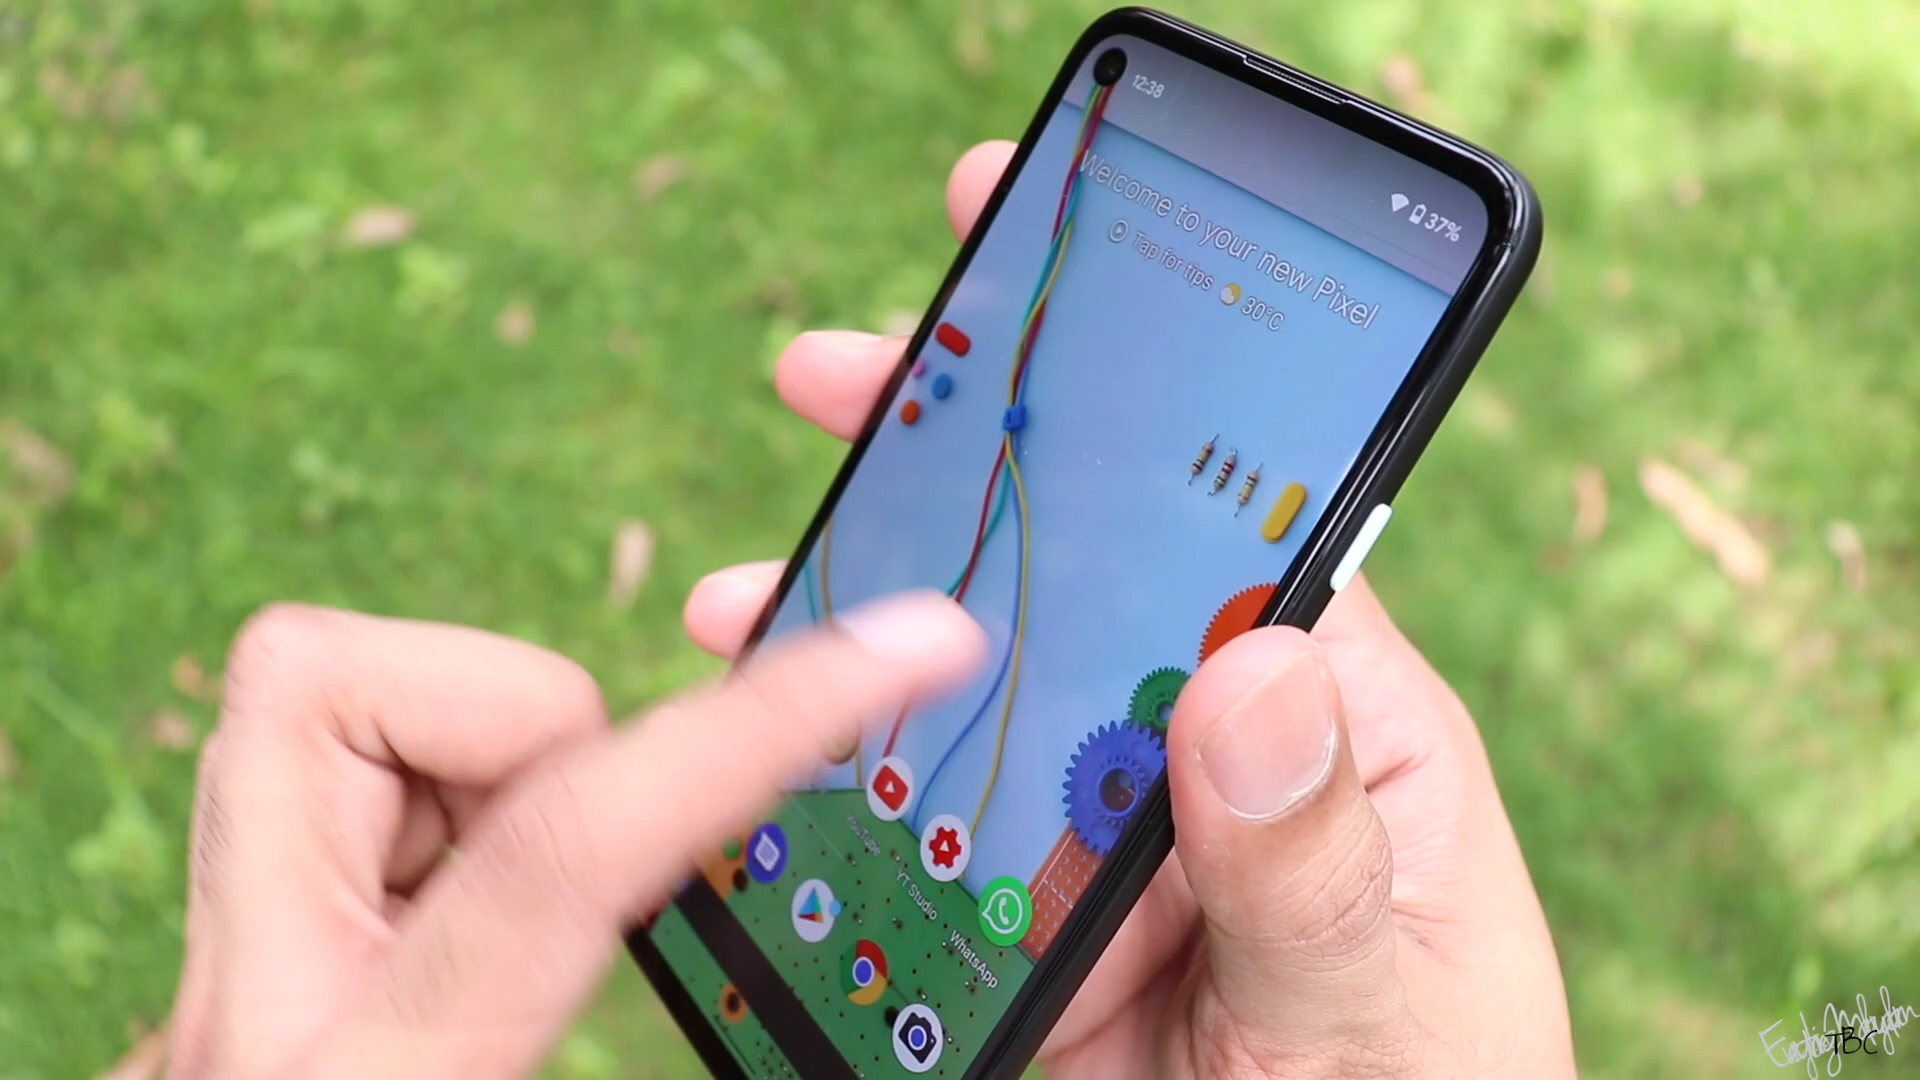 12:38
37%
Welcome to your new Pixel
Tap for tips 30°C
YouTube
YT Studio
WhatsApp
TBC